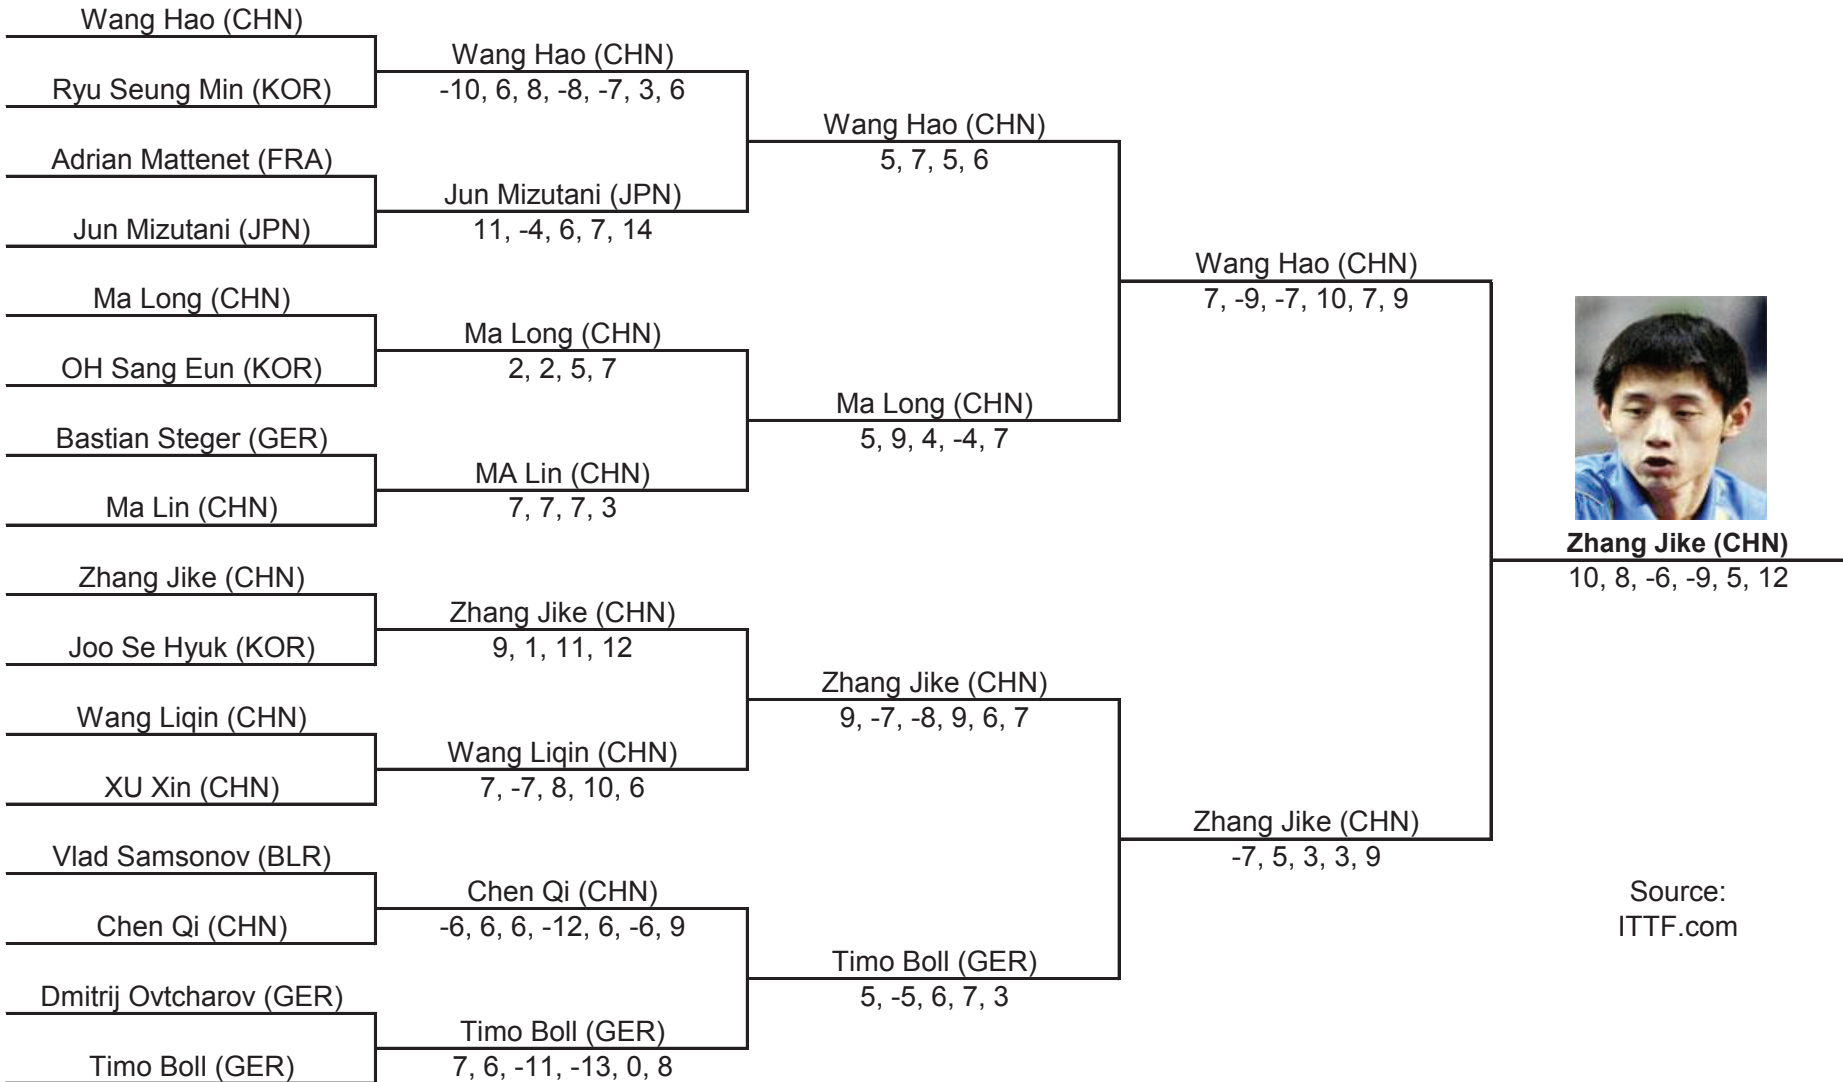 Wang Hao (CHN)
Ryu Seung Min (KOR)
Adrian Mattenet (FRA)
Jun Mizutani (JPN)
Ma Long (CHN)
OH Sang Eun (KOR)
Bastian Steger (GER)
Ma Lin (CHN)
Zhang Jike (CHN)
Joo Se Hyuk (KOR)
Wang Liqin (CHN)
XU Xin (CHN)
Vlad Samsonov (BLR)
Chen Qi (CHN)
Dmitrij Ovtcharov (GER)
Timo Boll (GER)
Wang Hao (CHN)
-10, 6, 8, -8, -7, 3, 6
Jun Mizutani (JPN)
11, -4, 6, 7, 14
Ma Long (CHN)
2, 2, 5, 7
MA Lin (CHN)
7, 7, 7, 3
Zhang Jike (CHN)
9, 1, 11, 12
Wang Liqin (CHN)
7, -7, 8, 10, 6
Chen Qi (CHN)
-6, 6, 6, -12, 6, -6, 9
Timo Boll (GER)
7, 6, -11, -13, 0, 8
Wang Hao (CHN)
5, 7, 5, 6
Ma Long (CHN)
5, 9, 4, -4, 7
Zhang Jike (CHN)
9, -7, -8, 9, 6, 7
Timo Boll (GER)
5, -5, 6, 7, 3
Wang Hao (CHN)
7, -9, -7, 10, 7, 9
Zhang Jike (CHN)
-7, 5, 3, 3, 9
Zhang Jike (CHN)
10, 8, -6, -9, 5, 12
Source:
ITTF.com